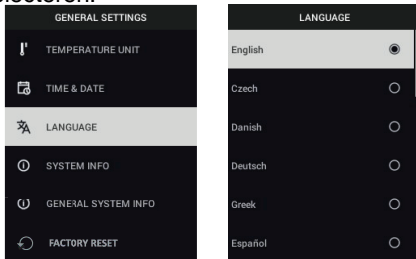 GENERAL SETTINGS
TEMPERATURE UNIT
TIME & DATE
LANGUAGE
SYSTEM INFO
GENERAL SYSTEM INFO
FACTORY RESET
LANGUAGE
English
Czech
Danish
Deutsch
Greek
Español